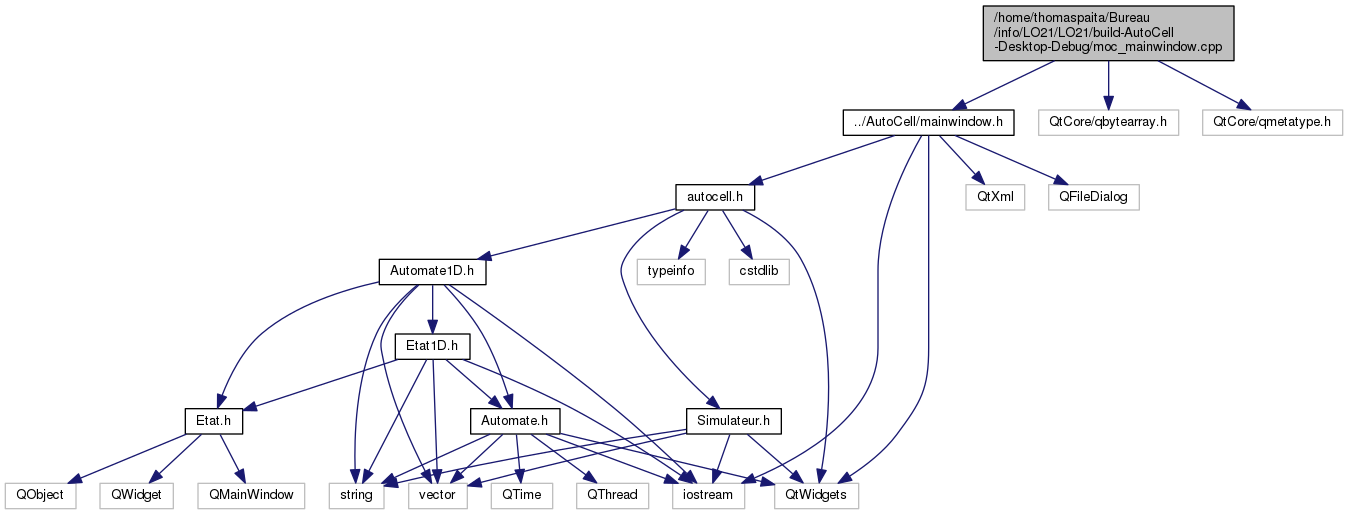 /home/thomaspaita/Bureau
/info/LO21/LO21/build-AutoCell
-Desktop-Debug/moc_mainwindow.cpp
../AutoCell/mainwindow.h
QtCore/qbytearray.h
QtCore/qmetatype.h
autocell.h
QtXml
QFileDialog
Automate1D.h
typeinfo
cstdlib
Etat1D.h
Etat.h
Automate.h
Simulateur.h
QObject
QWidget
QMainWindow
string
vector
QTime
QThread
iostream
QtWidgets